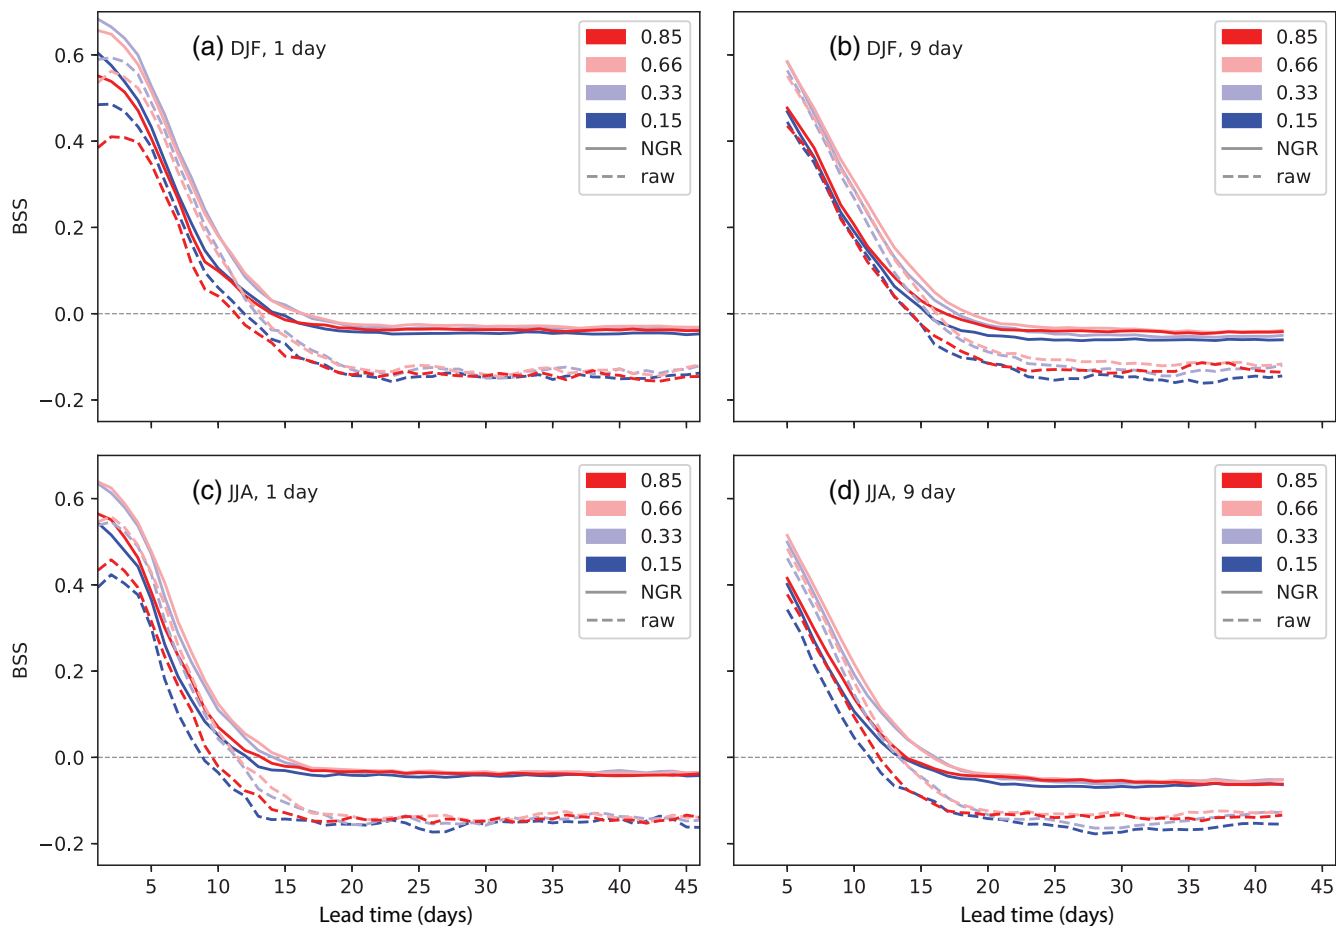 (a) DJF, 1 day
0.85
0.66
0.33
0.15
NGR
raw
BSS
0.6
0.4
0.2
0.0
−0.2
(b) DJF, 9 day
0.85
0.66
0.33
0.15
NGR
raw
(c) JJA, 1 day
0.85
0.66
0.33
0.15
NGR
raw
BSS
0.6
0.4
0.2
0.0
−0.2
5 10 15 20 25 30 35 40 45
Lead time (days)
(d) JJA, 9 day
0.85
0.66
0.33
0.15
NGR
raw
5 10 15 20 25 30 35 40 45
Lead time (days)